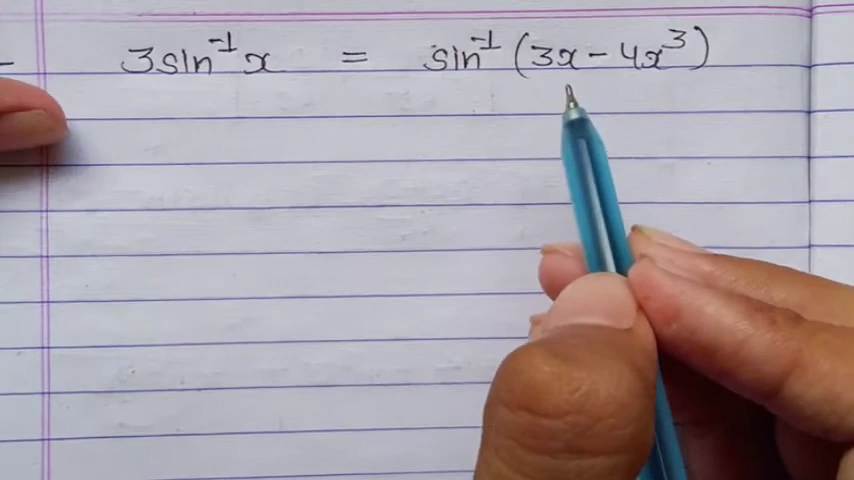 3sin⁻¹x = sin⁻¹(3x - 4x³)